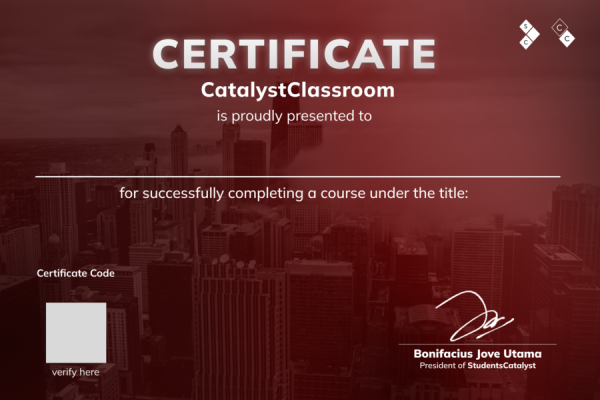 S
C
C
C
CERTIFICATE
CatalystClassroom
is proudly presented to
for successfully completing a course under the title:
Certificate Code
verify here
Bonifacius Jove Utama
President of StudentsCatalyst